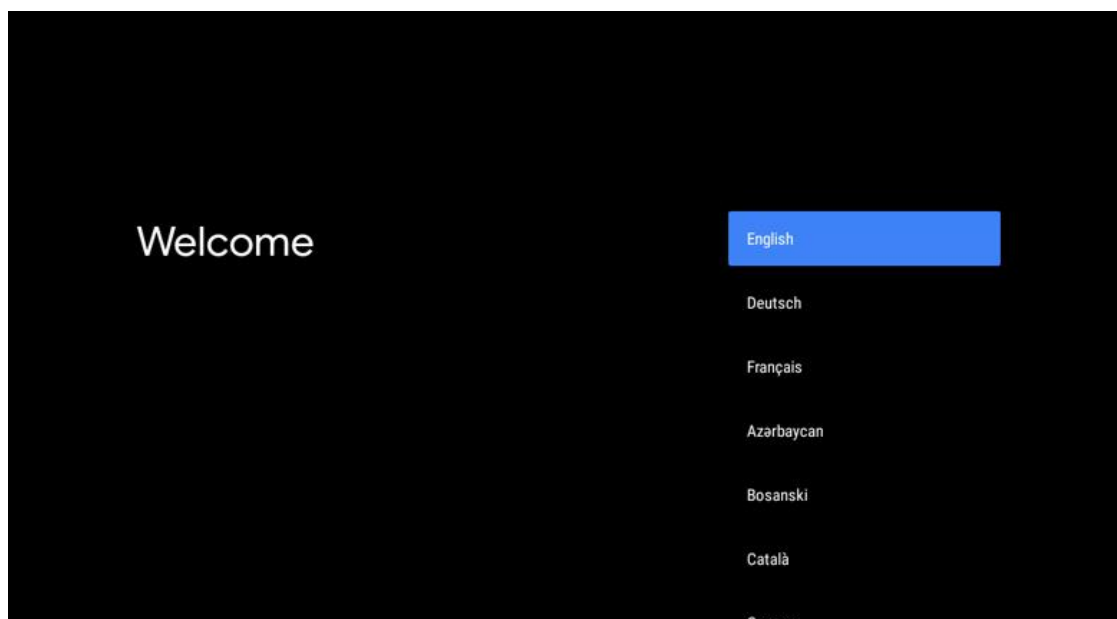 Welcome
English
Deutsch
Français
Azərbaycan
Bosanski
Català